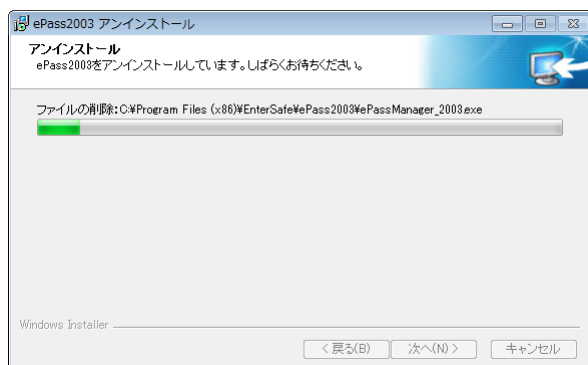 ePass2003 アンインストール
アンインストール
ePass2003をアンインストールしています。しばらくお待ちください。
ファイルの削除:C:¥Program Files (x86)¥EnterSafe¥ePass2003¥ePassManager_2003.exe
Windows Installer
< 戻る(B) 次へ(N) > キャンセル